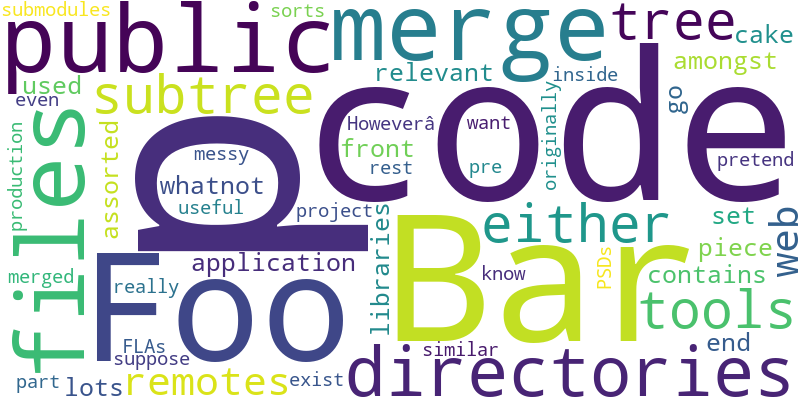 submodules
sorts
public
merge
tree
cake
used
subtree
relevant
inside
amongst
even
files
production
assorted
p
code
Howeverâ
want
front
rest
pre
originally
go
pretend
messy
whatnot
useful
project
libraries
Bar
either
set
web
piece
merged
Foo
application
really
know
PSDs
contains
tools
FLAs
suppose
similar
end
part
lots
remotes
exist
directories